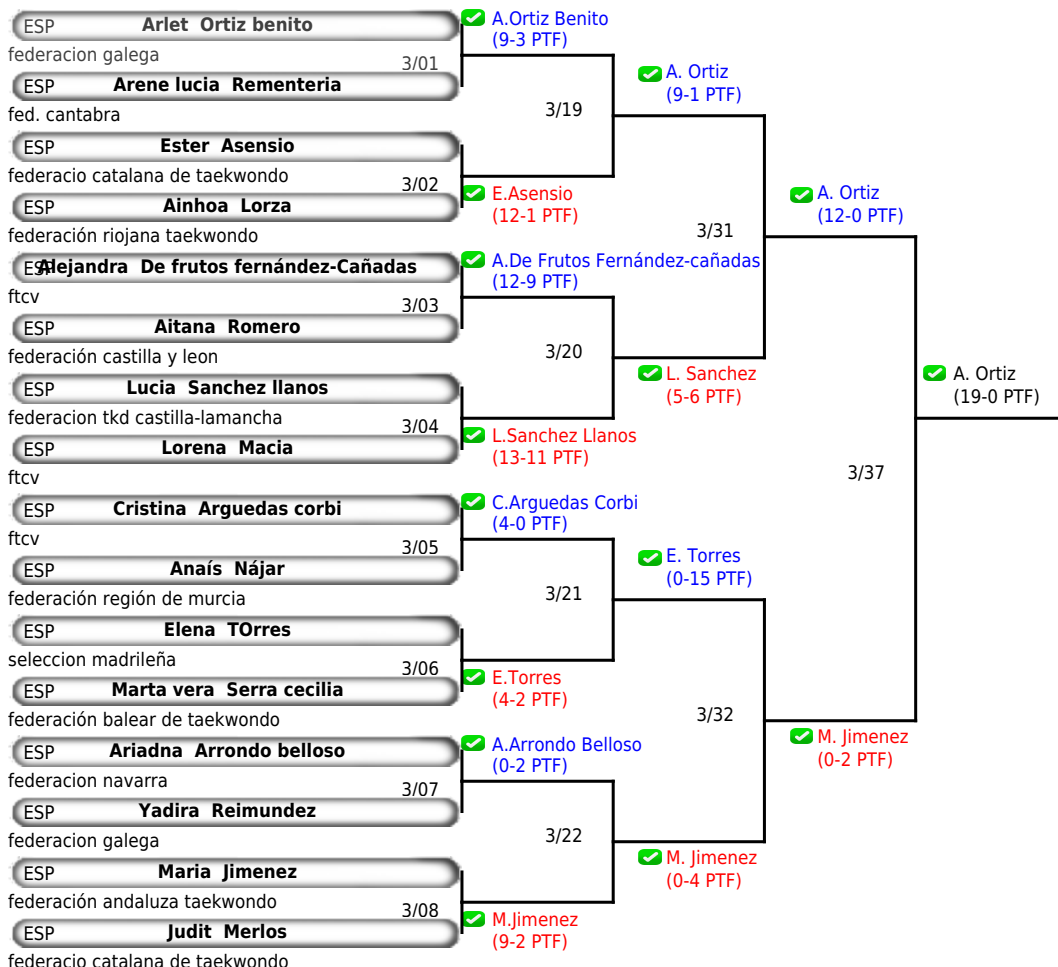 ESP Arlet Ortiz benito
federacion galega
3/01
ESP Arene lucia Rementeria
fed. cantabra
ESP Ester Asensio
federacio catalana de taekwondo
3/02
ESP Ainhoa Lorza
federación riojana taekwondo
ESP Alejandra De frutos fernández-Cañadas
ftcv
3/03
ESP Aitana Romero
federación castilla y leon
ESP Lucia Sanchez llanos
federacion tkd castilla-lamancha
3/04
ESP Lorena Macia
ftcv
ESP Cristina Arguedas corbi
ftcv
3/05
ESP Anaís Nájar
federación región de murcia
ESP Elena TOrres
seleccion madrileña
3/06
ESP Marta vera Serra cecilia
federación balear de taekwondo
ESP Ariadna Arrondo belloso
federacion navarra
3/07
ESP Yadira Reimundez
federacion galega
ESP Maria Jimenez
federación andaluza taekwondo
3/08
ESP Judit Merlos
federacio catalana de taekwondo
A.Ortiz Benito
(9-3 PTF)
3/19
E.Asensio
(12-1 PTF)
A.De Frutos Fernández-cañadas
(12-9 PTF)
3/20
L.Sanchez Llanos
(13-11 PTF)
C.Arguedas Corbi
(4-0 PTF)
3/21
E.Torres
(4-2 PTF)
A.Arrondo Belloso
(0-2 PTF)
3/22
M.Jimenez
(9-2 PTF)
A. Ortiz
(9-1 PTF)
3/31
L. Sanchez
(5-6 PTF)
E. Torres
(0-15 PTF)
3/32
M. Jimenez
(0-4 PTF)
A. Ortiz
(12-0 PTF)
3/37
M. Jimenez
(0-2 PTF)
A. Ortiz
(19-0 PTF)